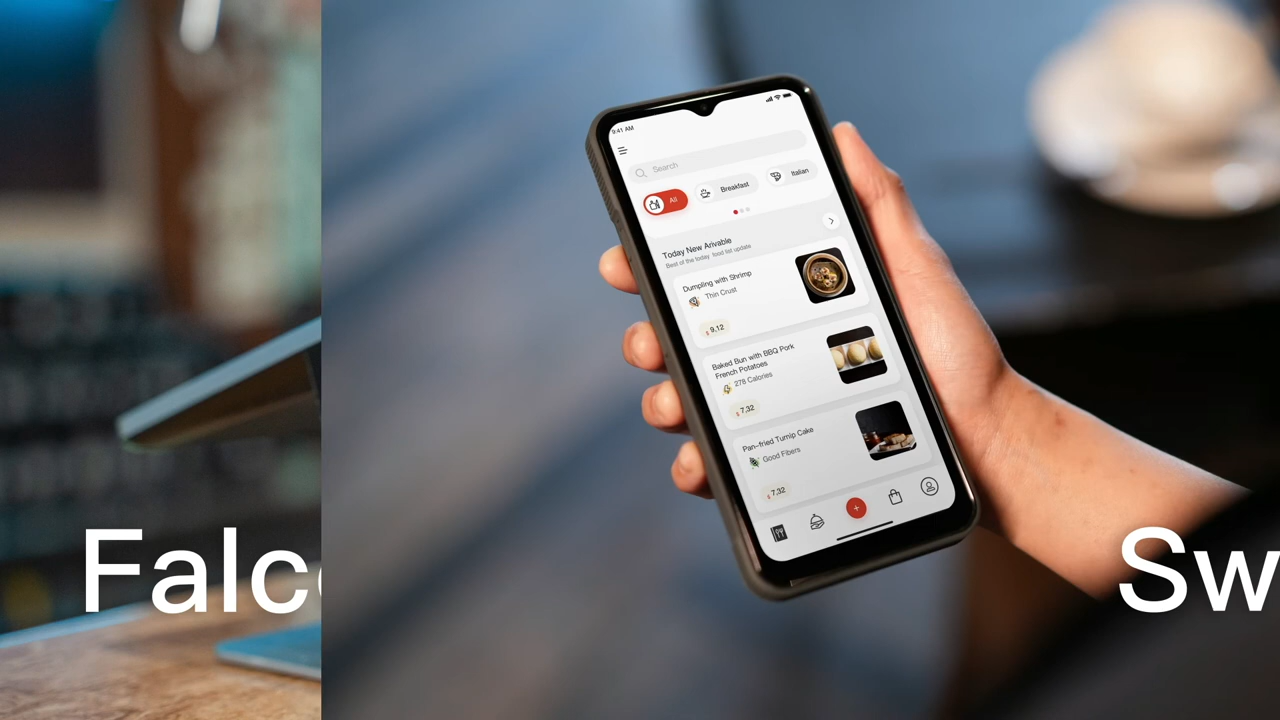 9:41 AM
Search
All
Breakfast
Italian
Today New Arivable
Best of the today food list update
Dumpling with Shrimp
Thin Crust
$ 9,12
Baked Bun with BBQ Pork
French Potatoes
278 Calories
$ 7,32
Pan-fried Turnip Cake
Good Fibers
$ 7,32
Falc
Sw